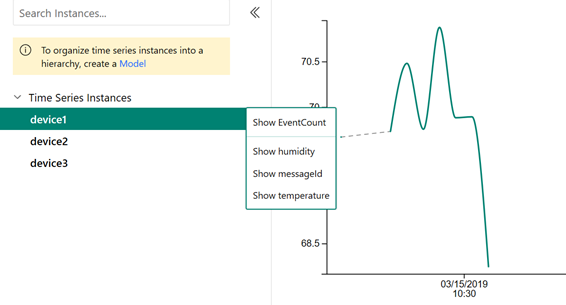 Search Instances...
To organize time series instances into a
hierarchy, create a Model
Time Series Instances
device1
device2
device3
Show EventCount
Show humidity
Show messageId
Show temperature
70.5
70
68.5
03/15/2019
10:30